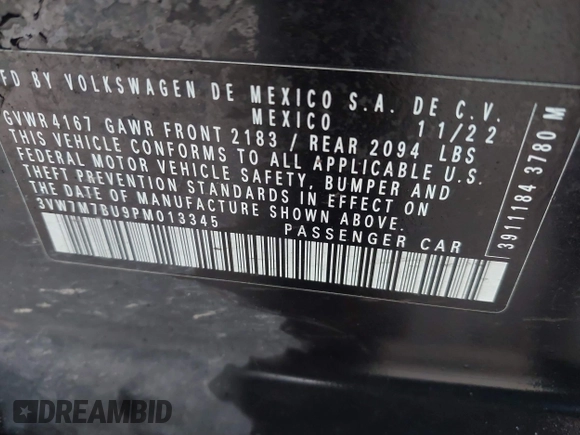 FD BY VOLKSWAGEN DE MEXICO S.A. DE C.V.
MEXICO 11/22
GVWR 4167 GAWR FRONT 2183 / REAR 2094 LBS
THIS VEHICLE CONFORMS TO ALL APPLICABLE U.S.
FEDERAL MOTOR VEHICLE SAFETY, BUMPER AND
THEFT PREVENTION STANDARDS IN EFFECT ON
THE DATE OF MANUFACTURE SHOWN ABOVE.
3VW7M7BU9PM013345 PASSENGER CAR
3911184 3780 M
DREAMBID